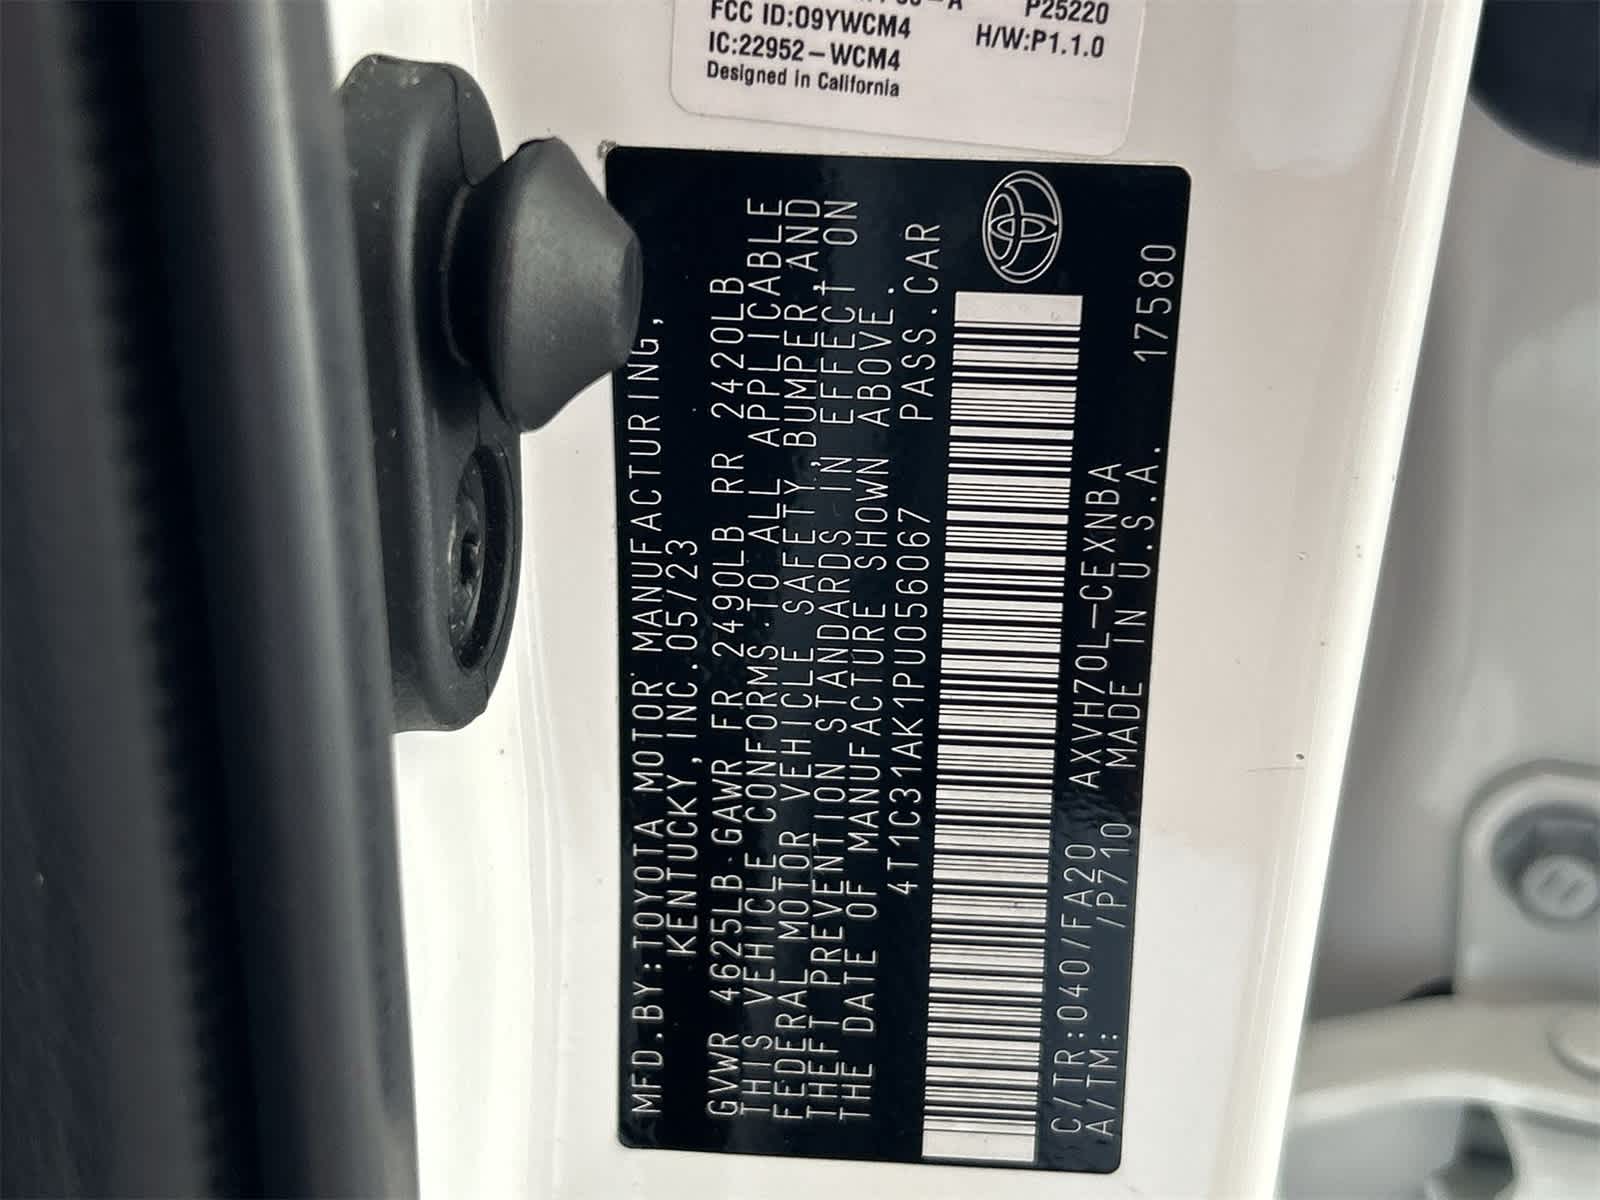 P25220
FCC ID:O9YWCM4
H/W:P1.1.0
IC:22952-WCM4
Designed in California
MFD.BY:TOYOTA MOTOR MANUFACTURING,
KENTUCKY, INC.05/23
GVWR 4625LB GAWR FR 2490LB RR 2420LB
THIS VEHICLE CONFORMS TO ALL APPLICABLE
FEDERAL MOTOR VEHICLE SAFETY, BUMPER, AND
THEFT PREVENTION STANDARDS IN EFFECT ON
THE DATE OF MANUFACTURE SHOWN ABOVE.
4T1C31AK1PU056067 PASS.CAR
C/TR:040/FA20 AXVH70L-CEXNBA
A/TM: /P710 MADE IN U.S.A. 17580